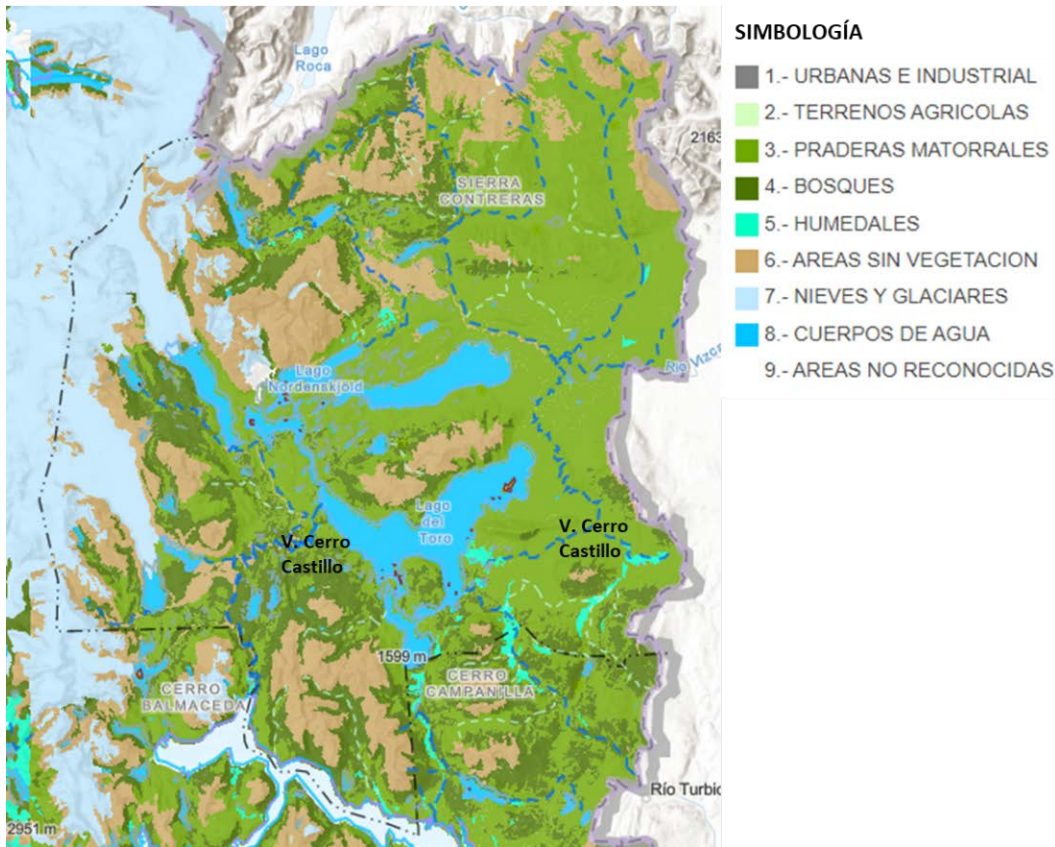 Lago
Roca
2163
SIERRA
CONTRERAS
Río Vizca
Lago
Nordenskjöld
Lago
del
Toro
V. Cerro
Castillo
V. Cerro
Castillo
1599 m
CERRO
CAMPANILLA
CERRO
BALMACEDA
Río Turbio
2951 m
SIMBOLOGÍA
1.- URBANAS E INDUSTRIAL
2.- TERRENOS AGRICOLAS
3.- PRADERAS MATORRALES
4.- BOSQUES
5.- HUMEDALES
6.- AREAS SIN VEGETACION
7.- NIEVES Y GLACIARES
8.- CUERPOS DE AGUA
9.- AREAS NO RECONOCIDAS